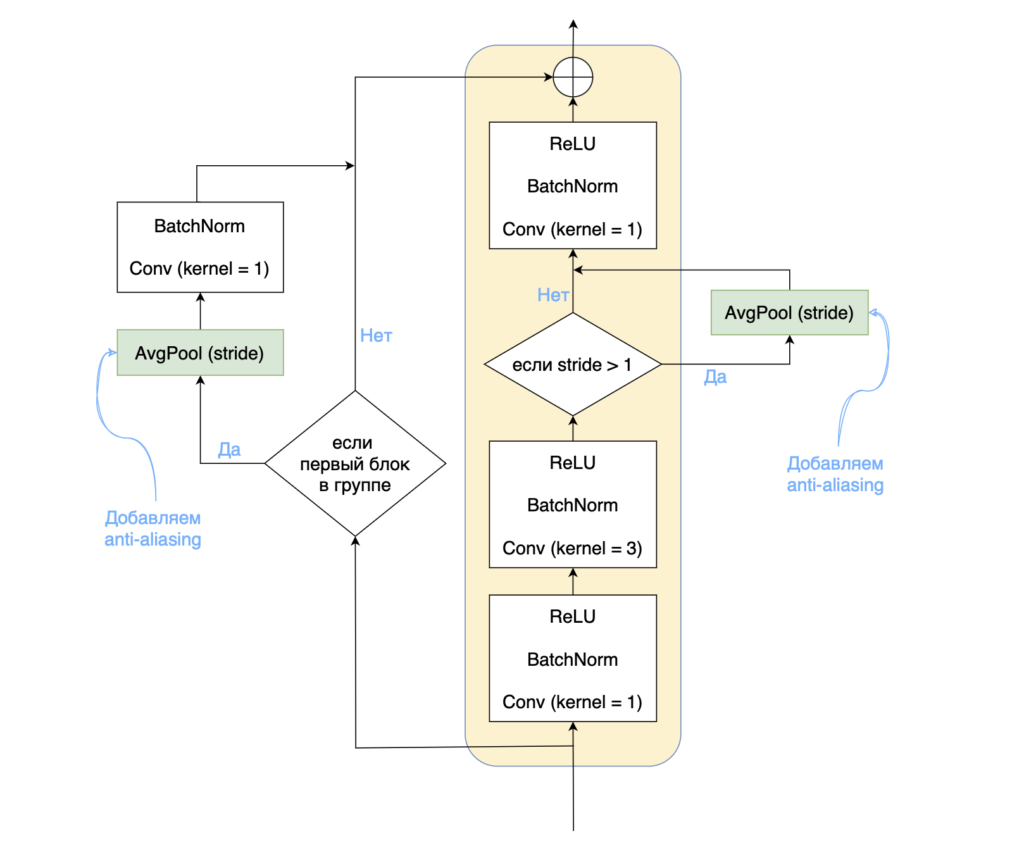 ReLU
BatchNorm
Conv (kernel = 1)
BatchNorm
Conv (kernel = 1)
Нет
AvgPool (stride)
AvgPool (stride)
Нет
если stride > 1
Да
Да
если
первый блок
в группе
ReLU
BatchNorm
Conv (kernel = 3)
Добавляем
anti-aliasing
Добавляем
anti-aliasing
ReLU
BatchNorm
Conv (kernel = 1)